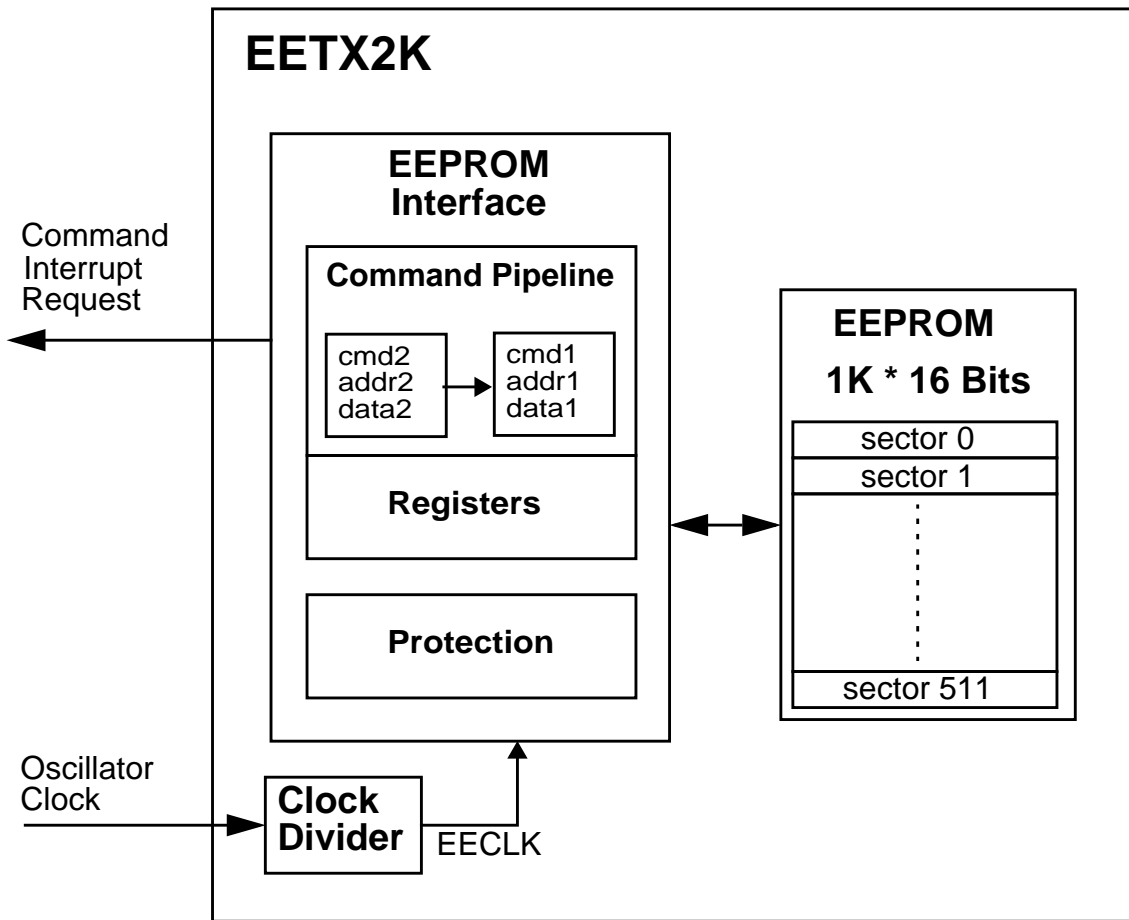 EETX2K
EEPROM
Interface
Command
Interrupt
Request
Command Pipeline
cmd2
addr2
data2
cmd1
addr1
data1
Registers
Protection
EEPROM
1K * 16 Bits
sector 0
sector 1
sector 511
Oscillator
Clock
Clock
Divider
EECLK